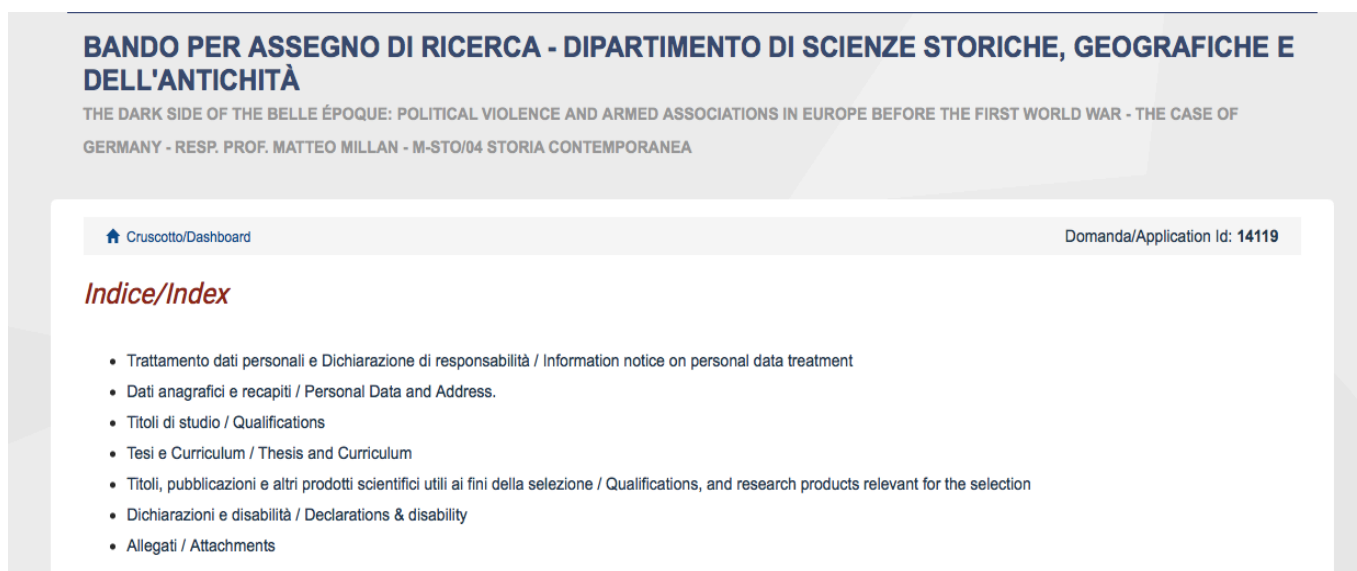 BANDO PER ASSEGNO DI RICERCA - DIPARTIMENTO DI SCIENZE STORICHE, GEOGRAFICHE E
DELL'ANTICHITÀ
THE DARK SIDE OF THE BELLE ÉPOQUE: POLITICAL VIOLENCE AND ARMED ASSOCIATIONS IN EUROPE BEFORE THE FIRST WORLD WAR - THE CASE OF
GERMANY - RESP. PROF. MATTEO MILLAN - M-STO/04 STORIA CONTEMPORANEA
Cruscotto/Dashboard
Domanda/Application Id: 14119
Indice/Index
• Trattamento dati personali e Dichiarazione di responsabilità / Information notice on personal data treatment
• Dati anagrafici e recapiti / Personal Data and Address.
• Titoli di studio / Qualifications
• Tesi e Curriculum / Thesis and Curriculum
• Titoli, pubblicazioni e altri prodotti scientifici utili ai fini della selezione / Qualifications, and research products relevant for the selection
• Dichiarazioni e disabilità / Declarations & disability
• Allegati / Attachments